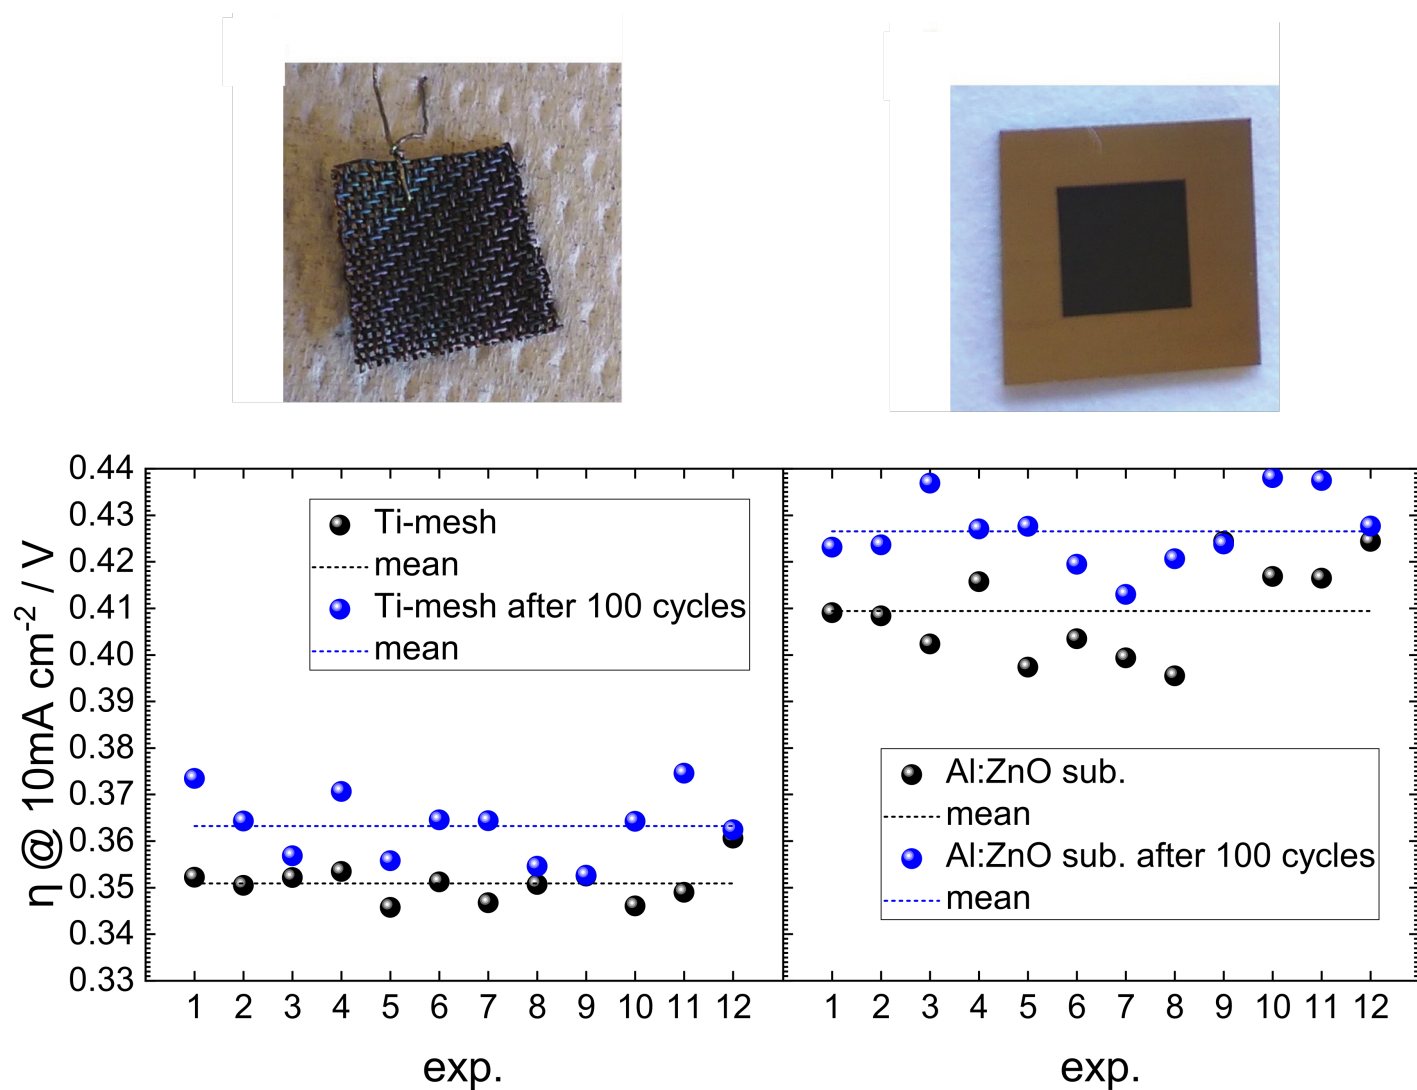 0.44
0.43
0.42
0.41
0.40
0.39
0.38
0.37
0.36
0.35
0.34
0.33
η @ 10mA cm-2 / V
Ti-mesh
mean
Ti-mesh after 100 cycles
mean
1 2 3 4 5 6 7 8 9 10 11 12
exp.
Al:ZnO sub.
mean
Al:ZnO sub. after 100 cycles
mean
1 2 3 4 5 6 7 8 9 10 11 12
exp.